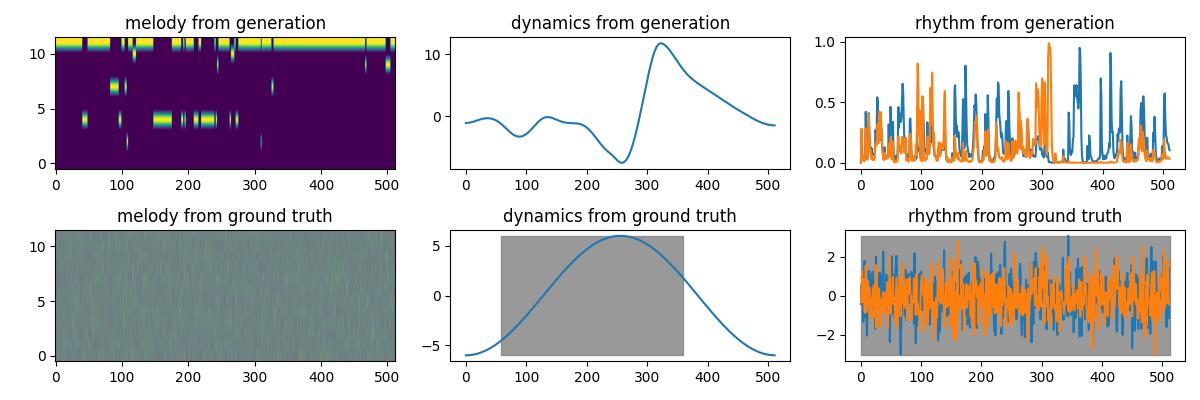 melody from generation
10
5
0
0 100 200 300 400 500
dynamics from generation
10
0
0 100 200 300 400 500
rhythm from generation
1.0
0.5
0.0
0 100 200 300 400 500
melody from ground truth
10
5
0
0 100 200 300 400 500
dynamics from ground truth
5
0
−5
0 100 200 300 400 500
rhythm from ground truth
2
0
−2
0 100 200 300 400 500